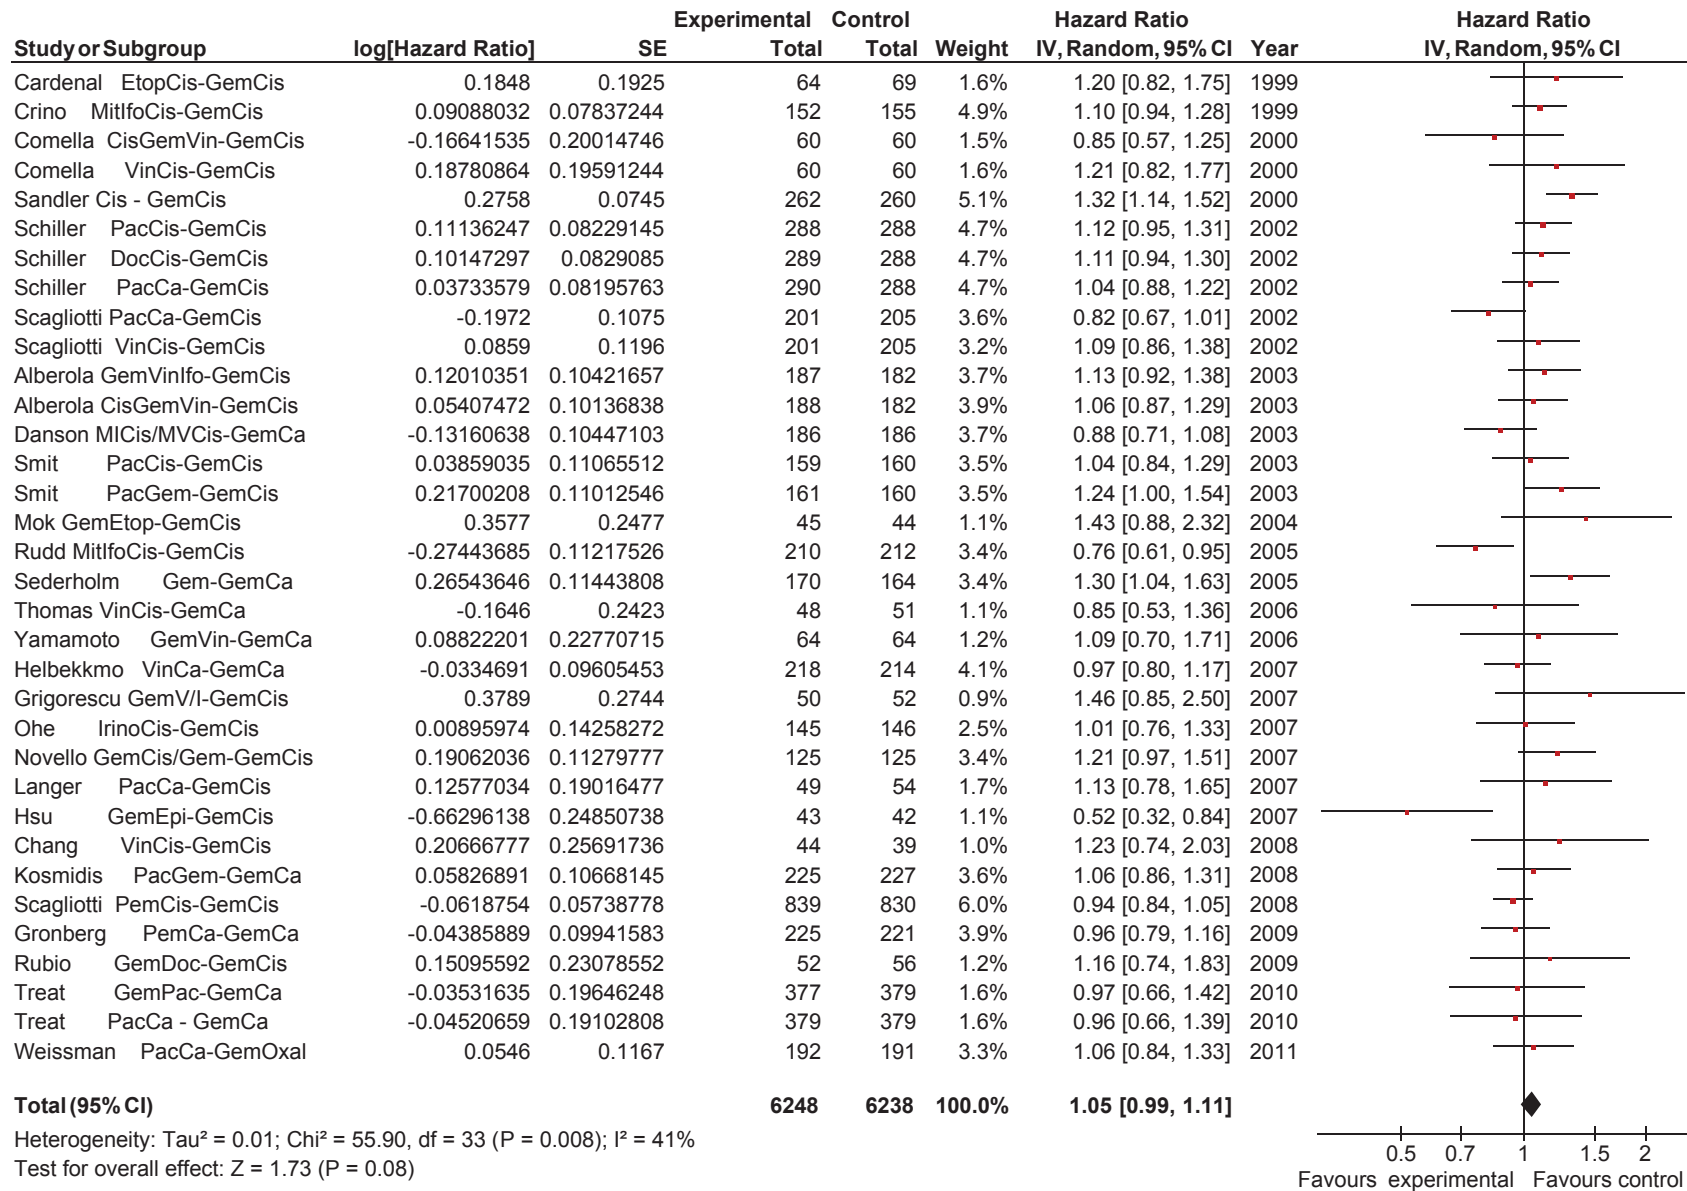 Experimental Control Hazard Ratio Hazard Ratio
Study or Subgroup log[Hazard Ratio] SE Total Total Weight IV, Random, 95% CI Year IV, Random, 95% CI
Cardenal EtopCis-GemCis 0.1848 0.1925 64 69 1.6% 1.20 [0.82, 1.75] 1999
Crino MitIfoCis-GemCis 0.09088032 0.07837244 152 155 4.9% 1.10 [0.94, 1.28] 1999
Comella CisGemVin-GemCis -0.16641535 0.20014746 60 60 1.5% 0.85 [0.57, 1.25] 2000
Comella VinCis-GemCis 0.18780864 0.19591244 60 60 1.6% 1.21 [0.82, 1.77] 2000
Sandler Cis - GemCis 0.2758 0.0745 262 260 5.1% 1.32 [1.14, 1.52] 2000
Schiller PacCis-GemCis 0.11136247 0.08229145 288 288 4.7% 1.12 [0.95, 1.31] 2002
Schiller DocCis-GemCis 0.10147297 0.0829085 289 288 4.7% 1.11 [0.94, 1.30] 2002
Schiller PacCa-GemCis 0.03733579 0.08195763 290 288 4.7% 1.04 [0.88, 1.22] 2002
Scagliotti PacCa-GemCis -0.1972 0.1075 201 205 3.6% 0.82 [0.67, 1.01] 2002
Scagliotti VinCis-GemCis 0.0859 0.1196 201 205 3.2% 1.09 [0.86, 1.38] 2002
Alberola GemVinIfo-GemCis 0.12010351 0.10421657 187 182 3.7% 1.13 [0.92, 1.38] 2003
Alberola CisGemVin-GemCis 0.05407472 0.10136838 188 182 3.9% 1.06 [0.87, 1.29] 2003
Danson MICis/MVCis-GemCa -0.13160638 0.10447103 186 186 3.7% 0.88 [0.71, 1.08] 2003
Smit PacCis-GemCis 0.03859035 0.11065512 159 160 3.5% 1.04 [0.84, 1.29] 2003
Smit PacGem-GemCis 0.21700208 0.11012546 161 160 3.5% 1.24 [1.00, 1.54] 2003
Mok GemEtop-GemCis 0.3577 0.2477 45 44 1.1% 1.43 [0.88, 2.32] 2004
Rudd MitIfoCis-GemCis -0.27443685 0.11217526 210 212 3.4% 0.76 [0.61, 0.95] 2005
Sederholm Gem-GemCa 0.26543646 0.11443808 170 164 3.4% 1.30 [1.04, 1.63] 2005
Thomas VinCis-GemCa -0.1646 0.2423 48 51 1.1% 0.85 [0.53, 1.36] 2006
Yamamoto GemVin-GemCa 0.08822201 0.22770715 64 64 1.2% 1.09 [0.70, 1.71] 2006
Helbekkmo VinCa-GemCa -0.0334691 0.09605453 218 214 4.1% 0.97 [0.80, 1.17] 2007
Grigorescu GemV/I-GemCis 0.3789 0.2744 50 52 0.9% 1.46 [0.85, 2.50] 2007
Ohe IrinoCis-GemCis 0.00895974 0.14258272 145 146 2.5% 1.01 [0.76, 1.33] 2007
Novello GemCis/Gem-GemCis 0.19062036 0.11279777 125 125 3.4% 1.21 [0.97, 1.51] 2007
Langer PacCa-GemCis 0.12577034 0.19016477 49 54 1.7% 1.13 [0.78, 1.65] 2007
Hsu GemEpi-GemCis -0.66296138 0.24850738 43 42 1.1% 0.52 [0.32, 0.84] 2007
Chang VinCis-GemCis 0.20666777 0.25691736 44 39 1.0% 1.23 [0.74, 2.03] 2008
Kosmidis PacGem-GemCa 0.05826891 0.10668145 225 227 3.6% 1.06 [0.86, 1.31] 2008
Scagliotti PemCis-GemCis -0.0618754 0.05738778 839 830 6.0% 0.94 [0.84, 1.05] 2008
Gronberg PemCa-GemCa -0.04385889 0.09941583 225 221 3.9% 0.96 [0.79, 1.16] 2009
Rubio GemDoc-GemCis 0.15095592 0.23078552 52 56 1.2% 1.16 [0.74, 1.83] 2009
Treat GemPac-GemCa -0.03531635 0.19646248 377 379 1.6% 0.97 [0.66, 1.42] 2010
Treat PacCa - GemCa -0.04520659 0.19102808 379 379 1.6% 0.96 [0.66, 1.39] 2010
Weissman PacCa-GemOxal 0.0546 0.1167 192 191 3.3% 1.06 [0.84, 1.33] 2011
Total (95% CI) 6248 6238 100.0% 1.05 [0.99, 1.11]
Heterogeneity: Tau² = 0.01; Chi² = 55.90, df = 33 (P = 0.008); I² = 41%
Test for overall effect: Z = 1.73 (P = 0.08)
0.5 0.7 1 1.5 2
Favours experimental Favours control